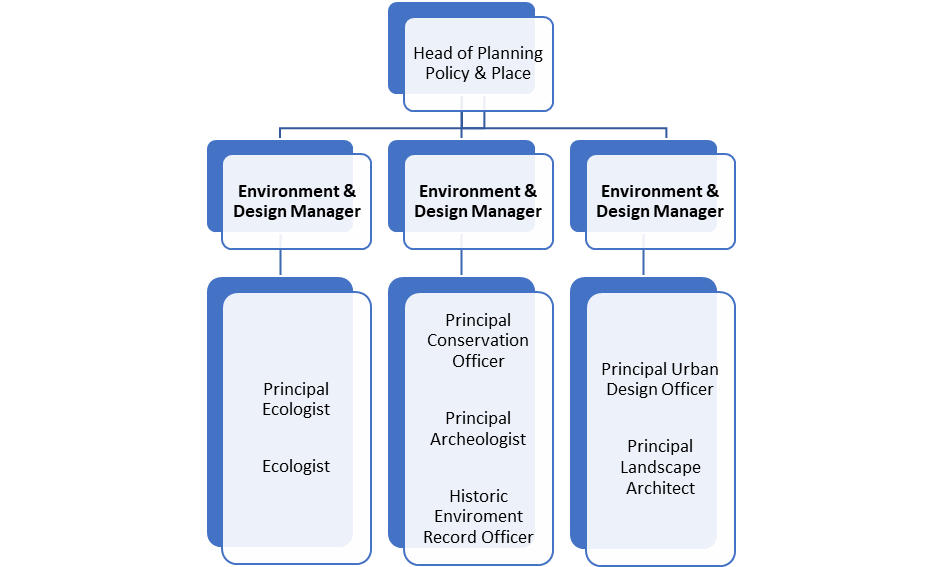 Head of Planning
Policy & Place
Environment &
Design Manager
Environment &
Design Manager
Environment &
Design Manager
Principal
Ecologist
Ecologist
Principal
Conservation
Officer
Principal
Archeologist
Historic
Enviroment
Record Officer
Principal Urban
Design Officer
Principal
Landscape
Architect